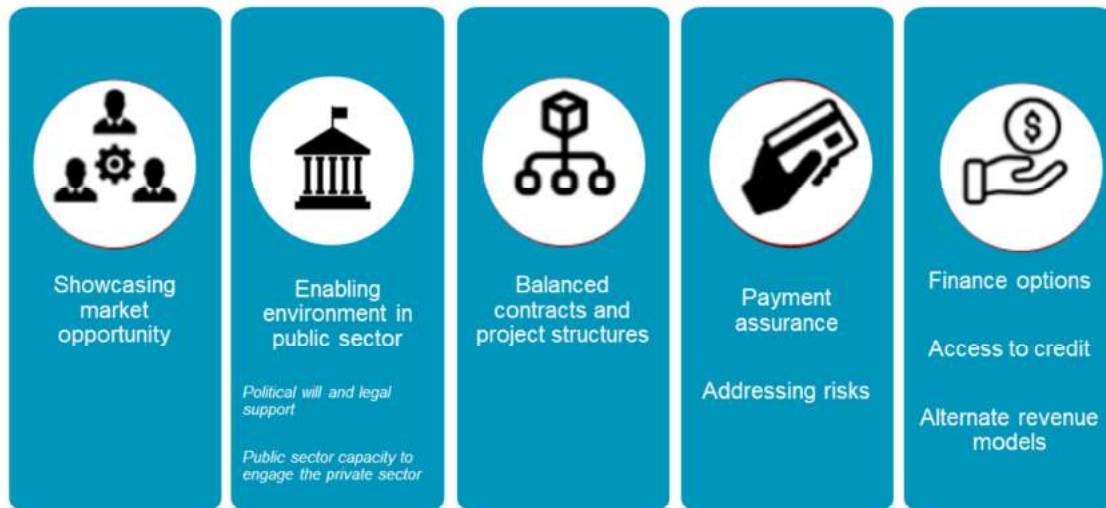 Showcasing
market
opportunity
Enabling
environment in
public sector
Political will and legal
support
Public sector capacity to
engage the private sector
Balanced
contracts and
project structures
Payment
assurance
Addressing risks
$
Finance options
Access to credit
Alternate revenue
models